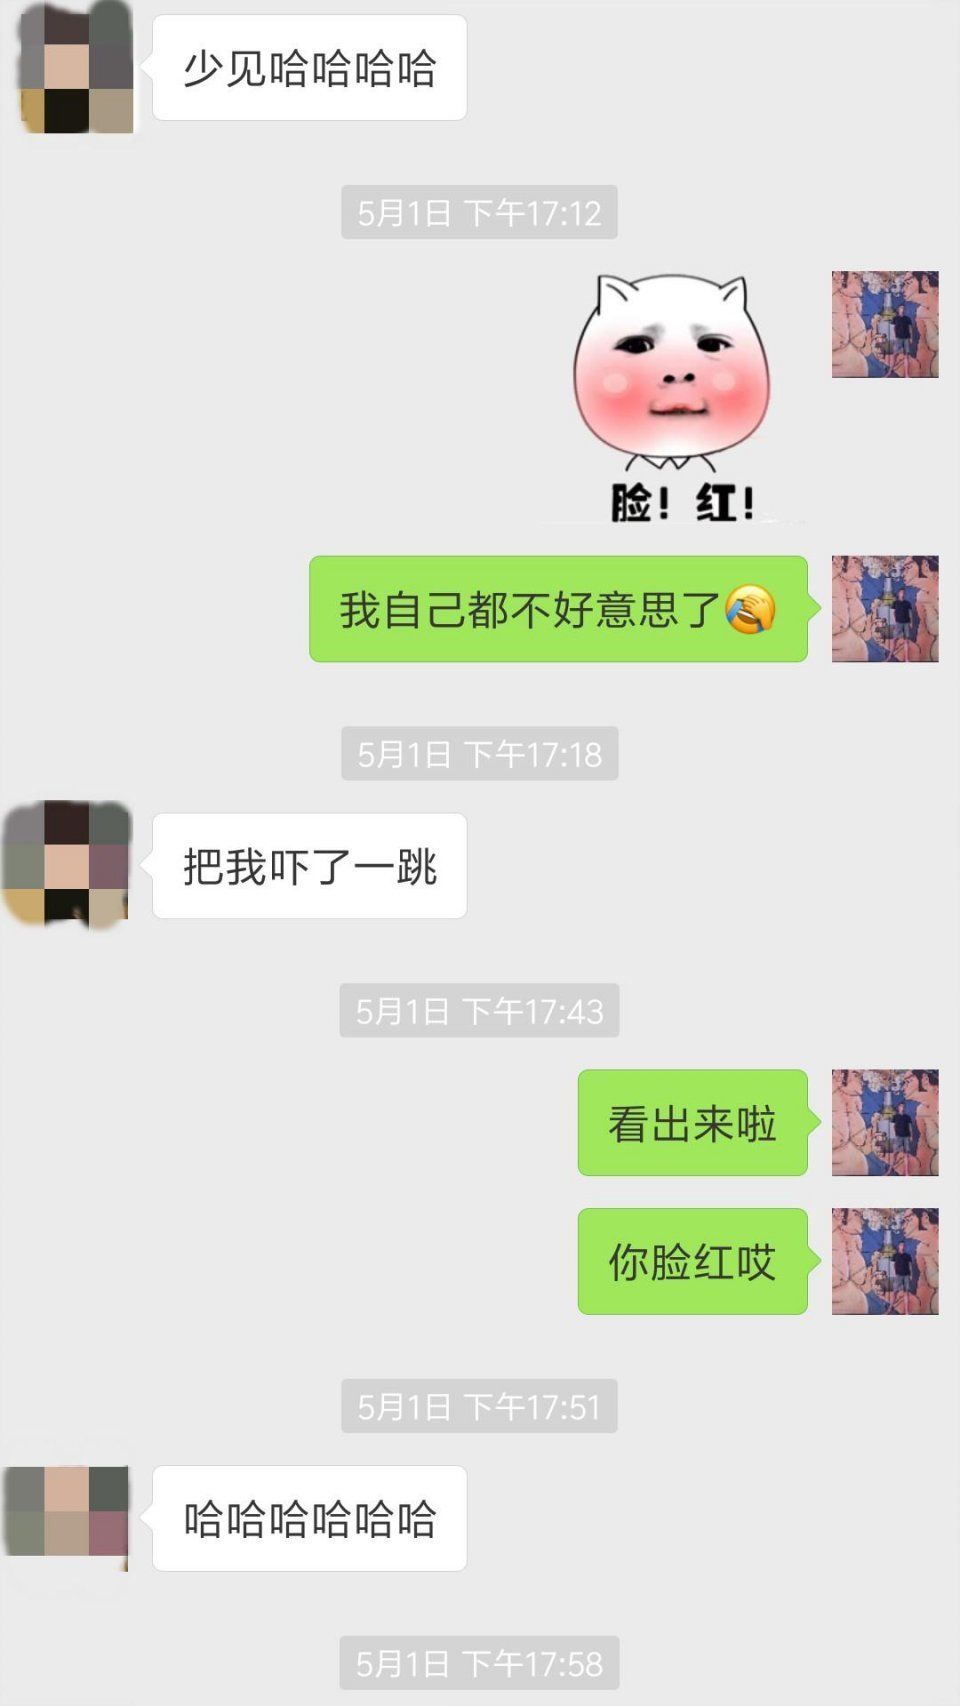 少见哈哈哈哈
5月1日 下午17:12
脸！红！
我自己都不好意思了🤦
5月1日 下午17:18
把我吓了一跳
5月1日 下午17:43
看出来啦
你脸红哎
5月1日 下午17:51
哈哈哈哈哈哈
5月1日 下午17:58